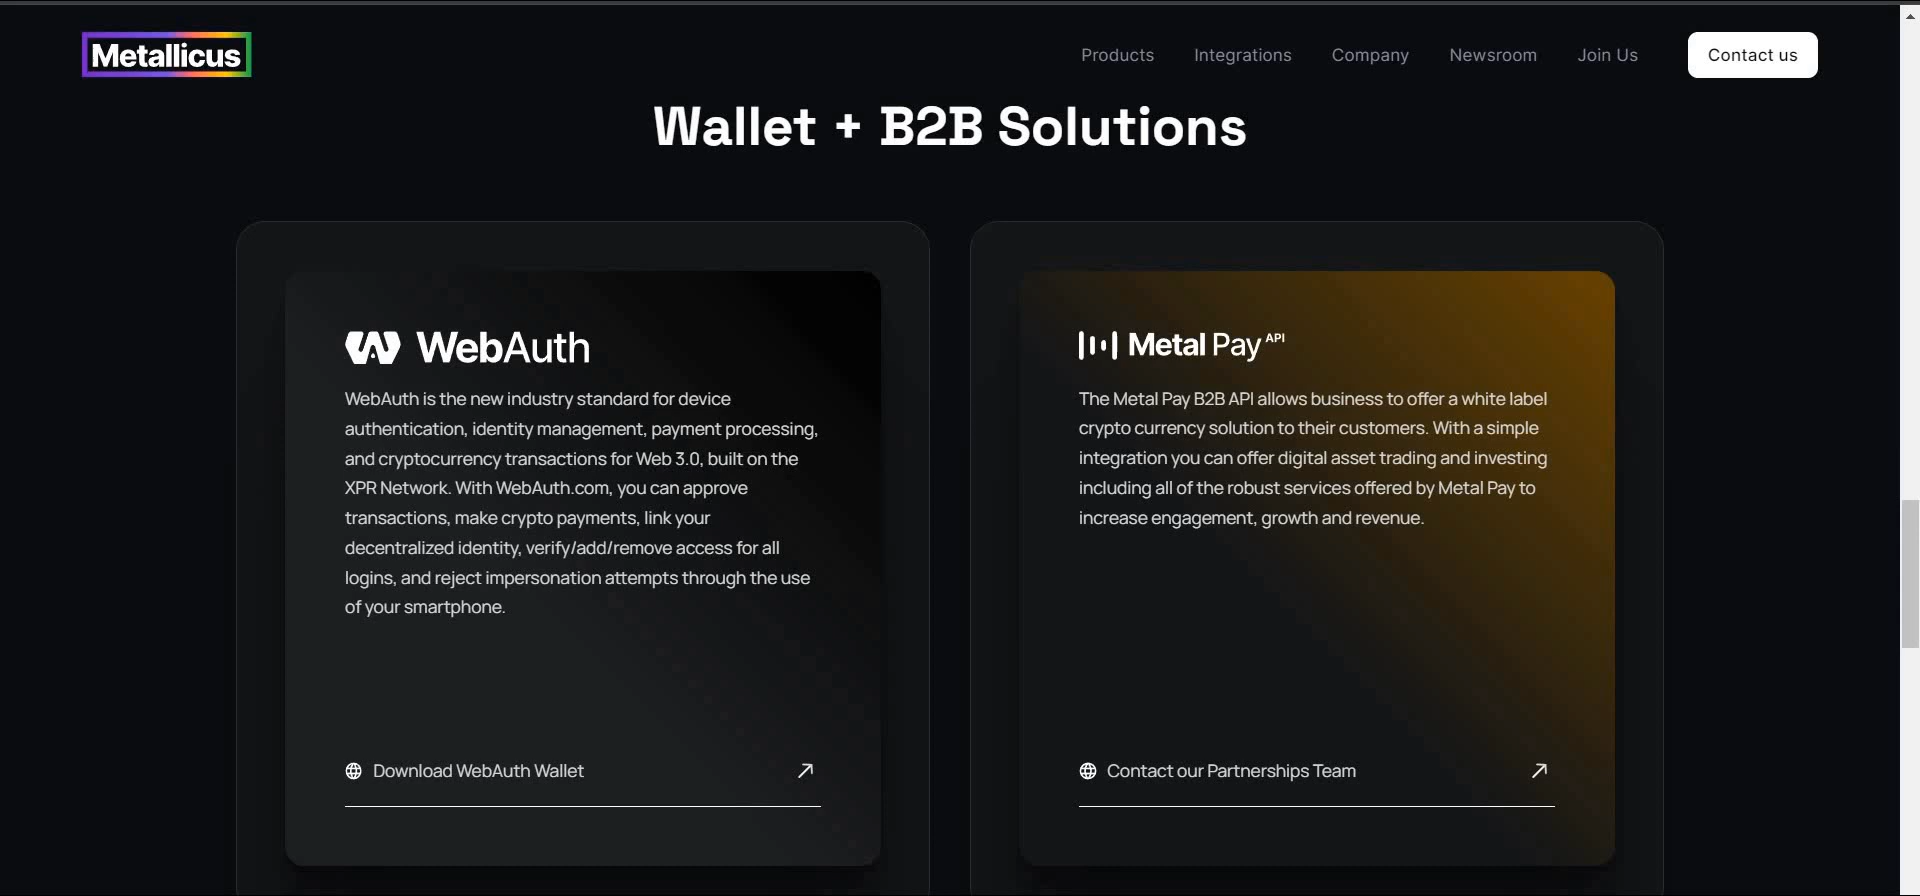 Metallicus
Products
Integrations
Company
Newsroom
Join Us
Contact us
Wallet + B2B Solutions
WebAuth
WebAuth is the new industry standard for device
authentication, identity management, payment processing,
and cryptocurrency transactions for Web 3.0, built on the
XPR Network. With WebAuth.com, you can approve
transactions, make crypto payments, link your
decentralized identity, verify/add/remove access for all
logins, and reject impersonation attempts through the use
of your smartphone.
Download WebAuth Wallet
Metal Pay API
The Metal Pay B2B API allows business to offer a white label
crypto currency solution to their customers. With a simple
integration you can offer digital asset trading and investing
including all of the robust services offered by Metal Pay to
increase engagement, growth and revenue.
Contact our Partnerships Team